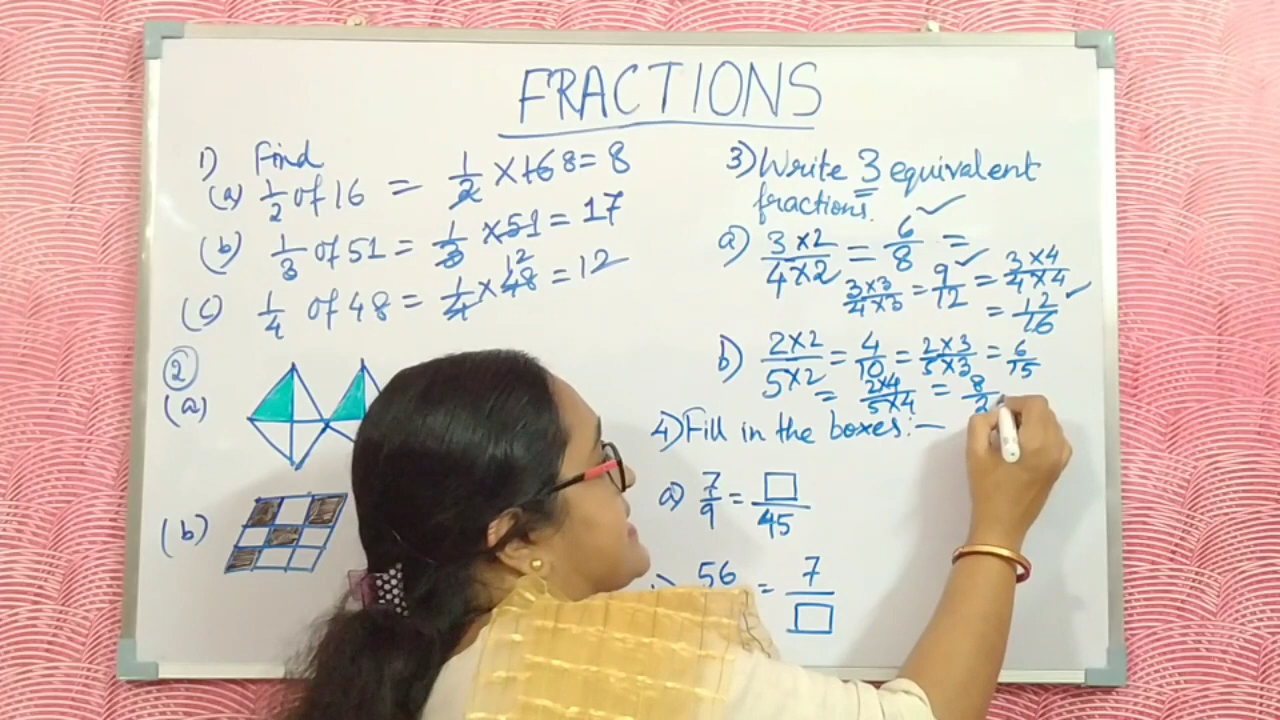 FRACTIONS
1) Find
(a) 1/2 of 16 = 1/2 × 16 8 = 8
(b) 1/3 of 51 = 1/3 × 51 = 17
(c) 1/4 of 48 = 1/4 × 48 12 = 12
2
(a)
(b)
3) Write 3 equivalent
fractions.
a) 3×2/4×2 = 6/8 =
3×3/4×3 = 9/12 = 3×4/4×4
= 12/16
b) 2×2/5×2 = 4/10 = 2×3/5×3 = 6/15
= 2×4/5×4 = 8/2
4) Fill in the boxes:—
a) 7/9 = □/45
56 = 7/□